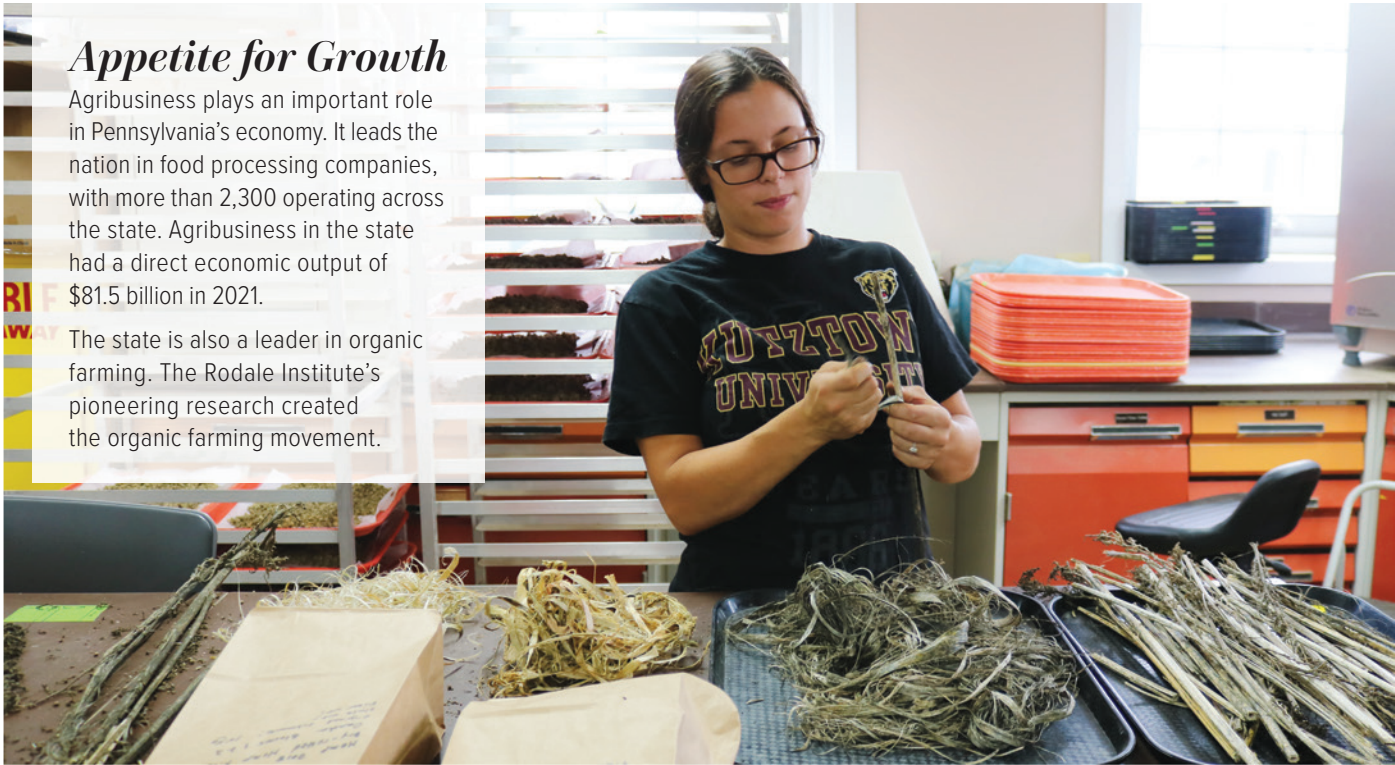 Appetite for Growth
Agribusiness plays an important role
in Pennsylvania's economy. It leads the
nation in food processing companies,
with more than 2,300 operating across
the state. Agribusiness in the state
had a direct economic output of
$81.5 billion in 2021.
The state is also a leader in organic
farming. The Rodale Institute's
pioneering research created
the organic farming movement.
KUTZTOWN
BEARS